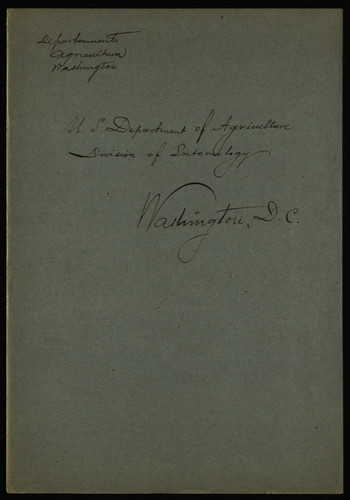 Departments
Agriculture
Washington
U. S. Department of Agriculture
Division of Entomology
Washington, D. C.